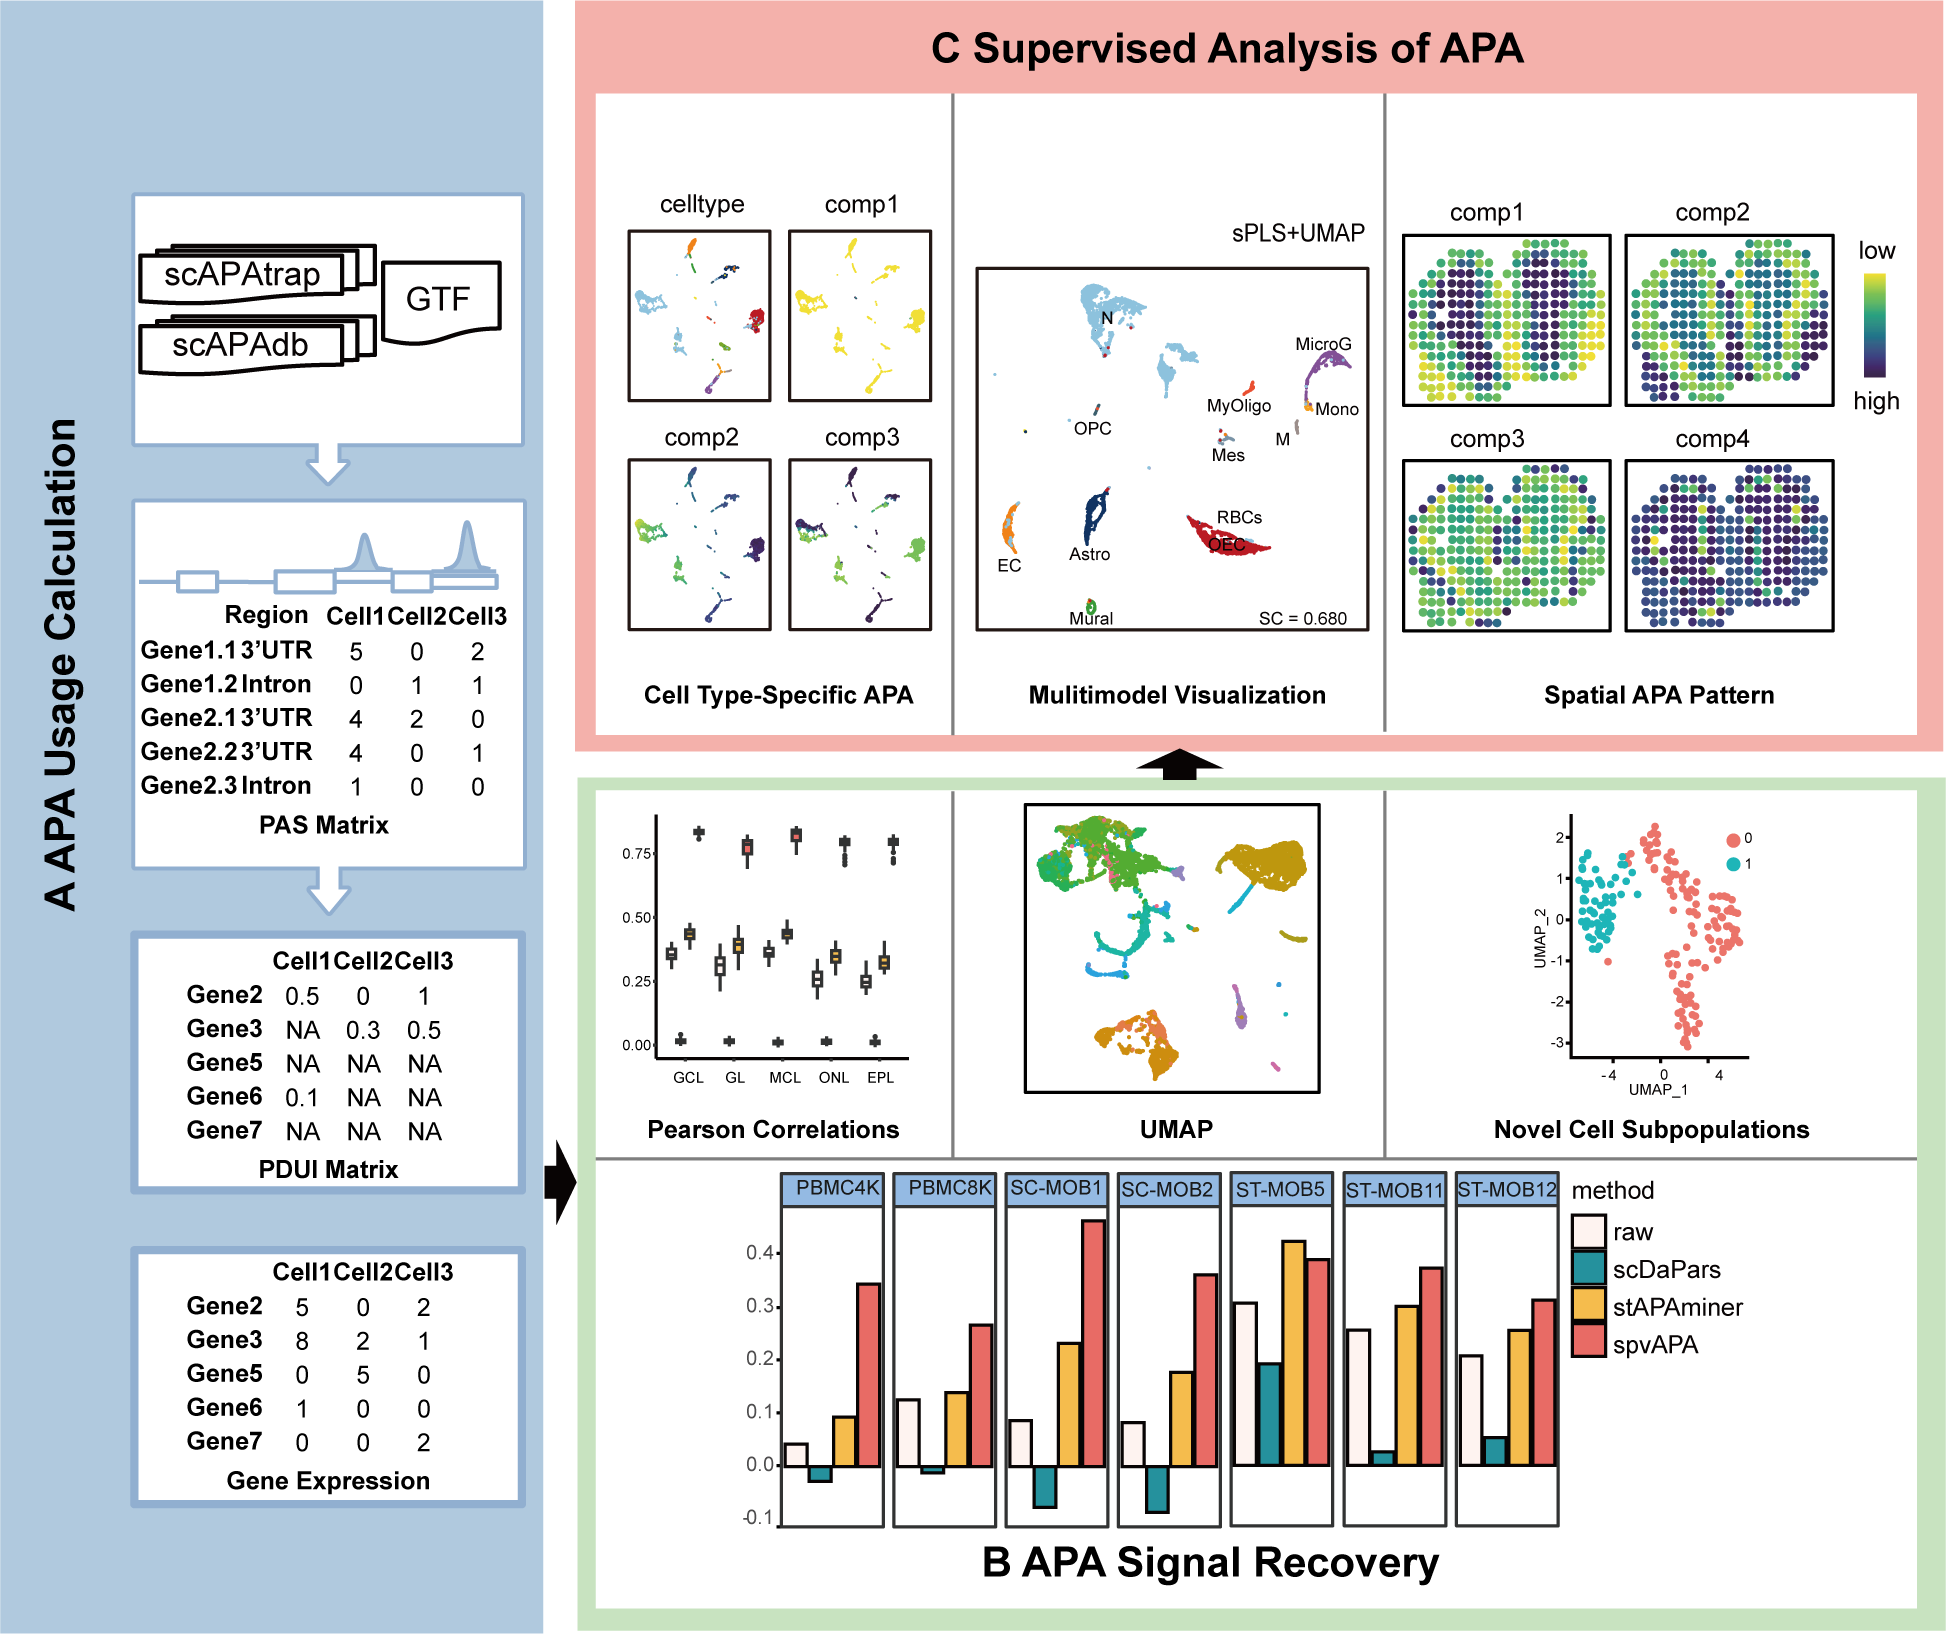 A APA Usage Calculation
scAPAtrap
scAPAdb
GTF
Region Cell1 Cell2 Cell3
Gene1.1 3’UTR 5 0 2
Gene1.2 Intron 0 1 1
Gene2.1 3’UTR 4 2 0
Gene2.2 3’UTR 4 0 1
Gene2.3 Intron 1 0 0
PAS Matrix
Cell1 Cell2 Cell3
Gene2 0.5 0 1
Gene3 NA 0.3 0.5
Gene5 NA NA NA
Gene6 0.1 NA NA
Gene7 NA NA NA
PDUI Matrix
Cell1 Cell2 Cell3
Gene2 5 0 2
Gene3 8 2 1
Gene5 0 5 0
Gene6 1 0 0
Gene7 0 0 2
Gene Expression
C Supervised Analysis of APA
celltype comp1
comp2 comp3
Cell Type-Specific APA
sPLS+UMAP
N
MicroG
MyOligo
Mono
OPC
M
Mes
RBCs
OEC
Astro
EC
Mural
SC = 0.680
Mulitimodel Visualization
comp1 comp2
low
high
comp3 comp4
Spatial APA Pattern
0.75
0.50
0.25
0.00
GCL GL MCL ONL EPL
Pearson Correlations
UMAP
2
1
0
-1
-2
-3
UMAP_2
0
1
-4 0 4
UMAP_1
Novel Cell Subpopulations
PBMC4K PBMC8K SC-MOB1 SC-MOB2 ST-MOB5 ST-MOB11 ST-MOB12
0.4
0.3
0.2
0.1
0.0
-0.1
method
raw
scDaPars
stAPAminer
spvAPA
B APA Signal Recovery